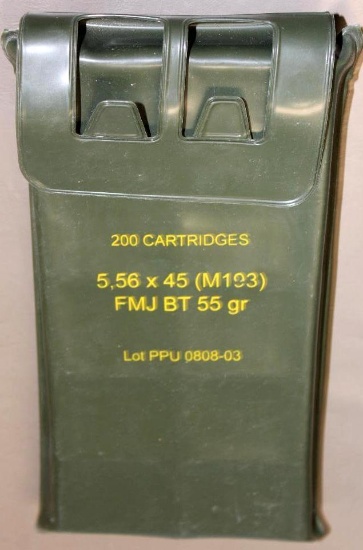 200 CARTRIDGES
5,56 x 45 (M193)
FMJ BT 55 gr
Lot PPU 0808-03